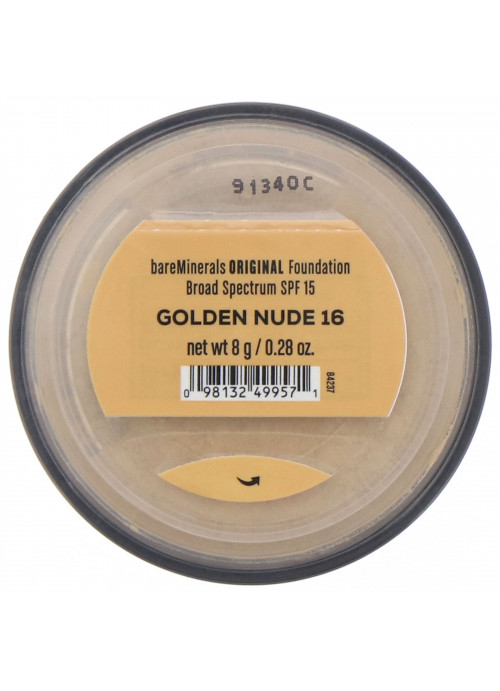 91340C
bareMinerals ORIGINAL Foundation
Broad Spectrum SPF 15
GOLDEN NUDE 16
net wt 8 g / 0.28 oz.
0 98132 49957 1
84237